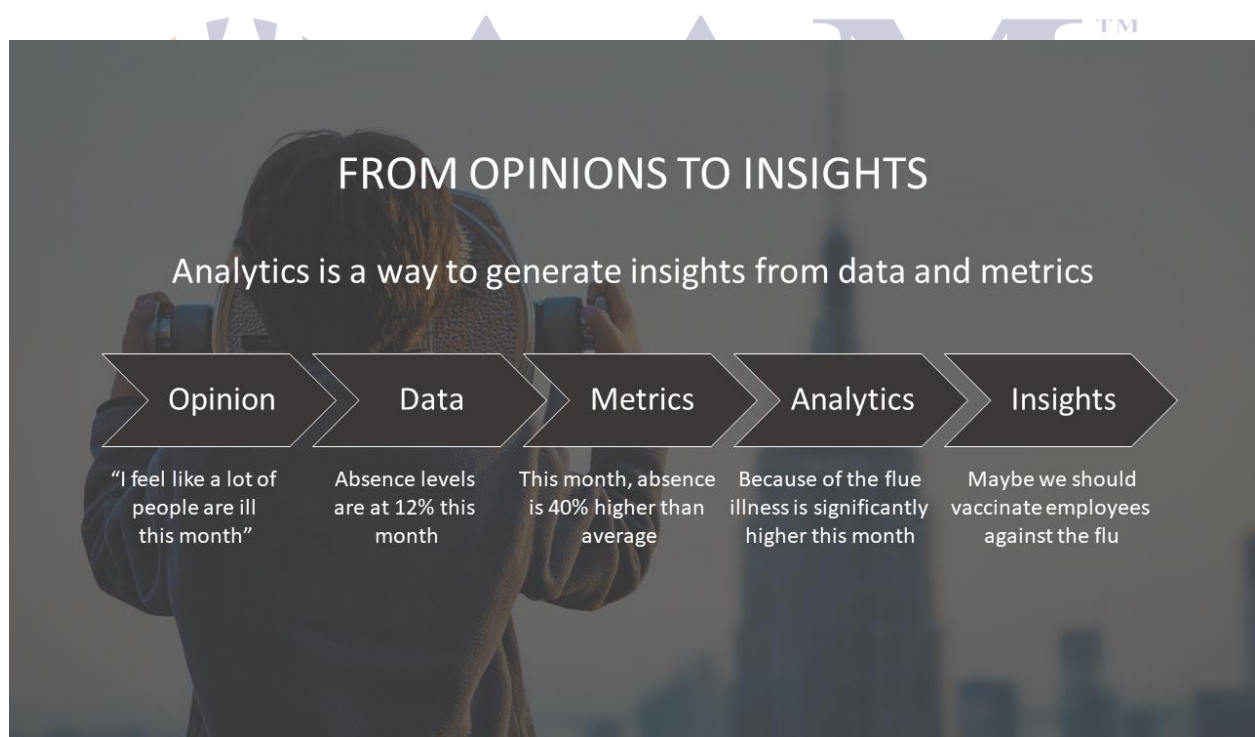 TM
FROM OPINIONS TO INSIGHTS
Analytics is a way to generate insights from data and metrics
Opinion
Data
Metrics
Analytics
Insights
“I feel like a lot of
people are ill
this month”
Absence levels
are at 12% this
month
This month, absence
is 40% higher than
average
Because of the flue
illness is significantly
higher this month
Maybe we should
vaccinate employees
against the flu